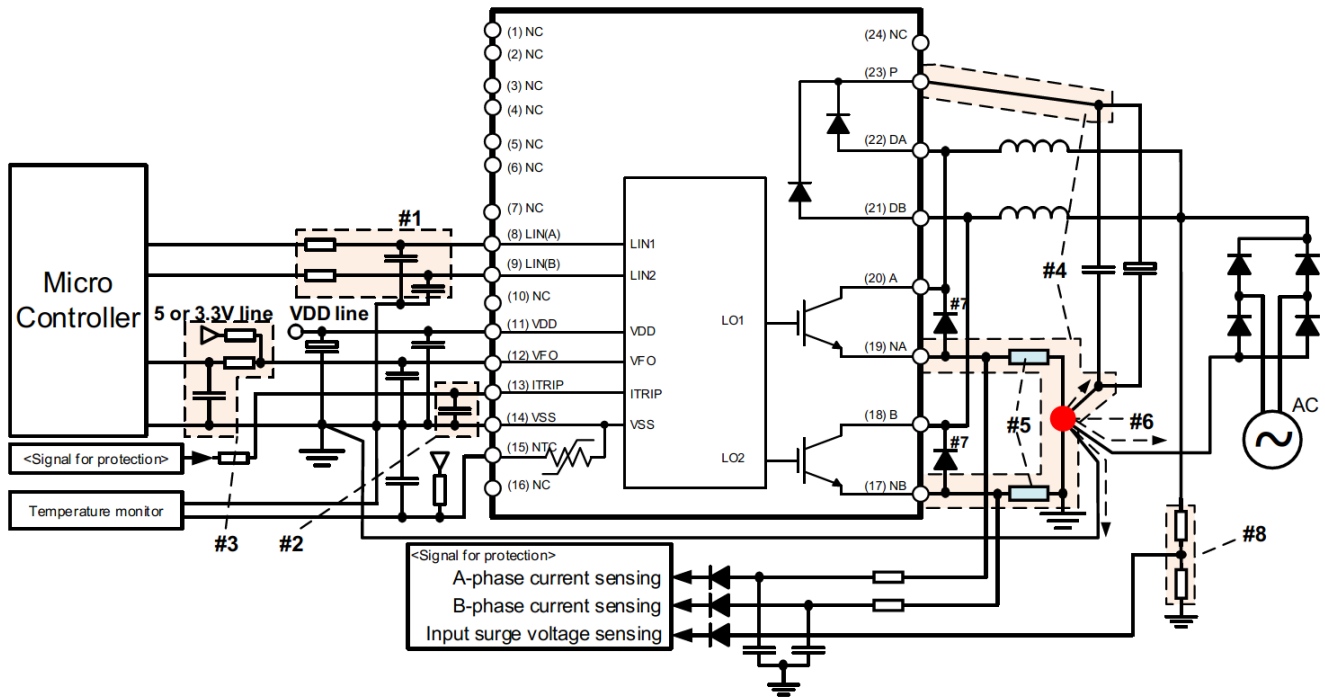 (1) NC
(2) NC
(3) NC
(4) NC
(5) NC
(6) NC
(7) NC
(8) LIN(A)
(9) LIN(B)
(10) NC
(11) VDD
(12) VFO
(13) ITRIP
(14) VSS
(15) NTC
(16) NC
(24) NC
(23) P
(22) DA
(21) DB
(20) A
(19) NA
(18) B
(17) NB
LIN1
LIN2
VDD
VFO
ITRIP
VSS
LO1
LO2
Micro
Controller
#1
5 or 3.3V line
VDD line
<Signal for protection>
Temperature monitor
#3
#2
#4
#7
#5
#6
#7
AC
#8
<Signal for protection>
A-phase current sensing
B-phase current sensing
Input surge voltage sensing